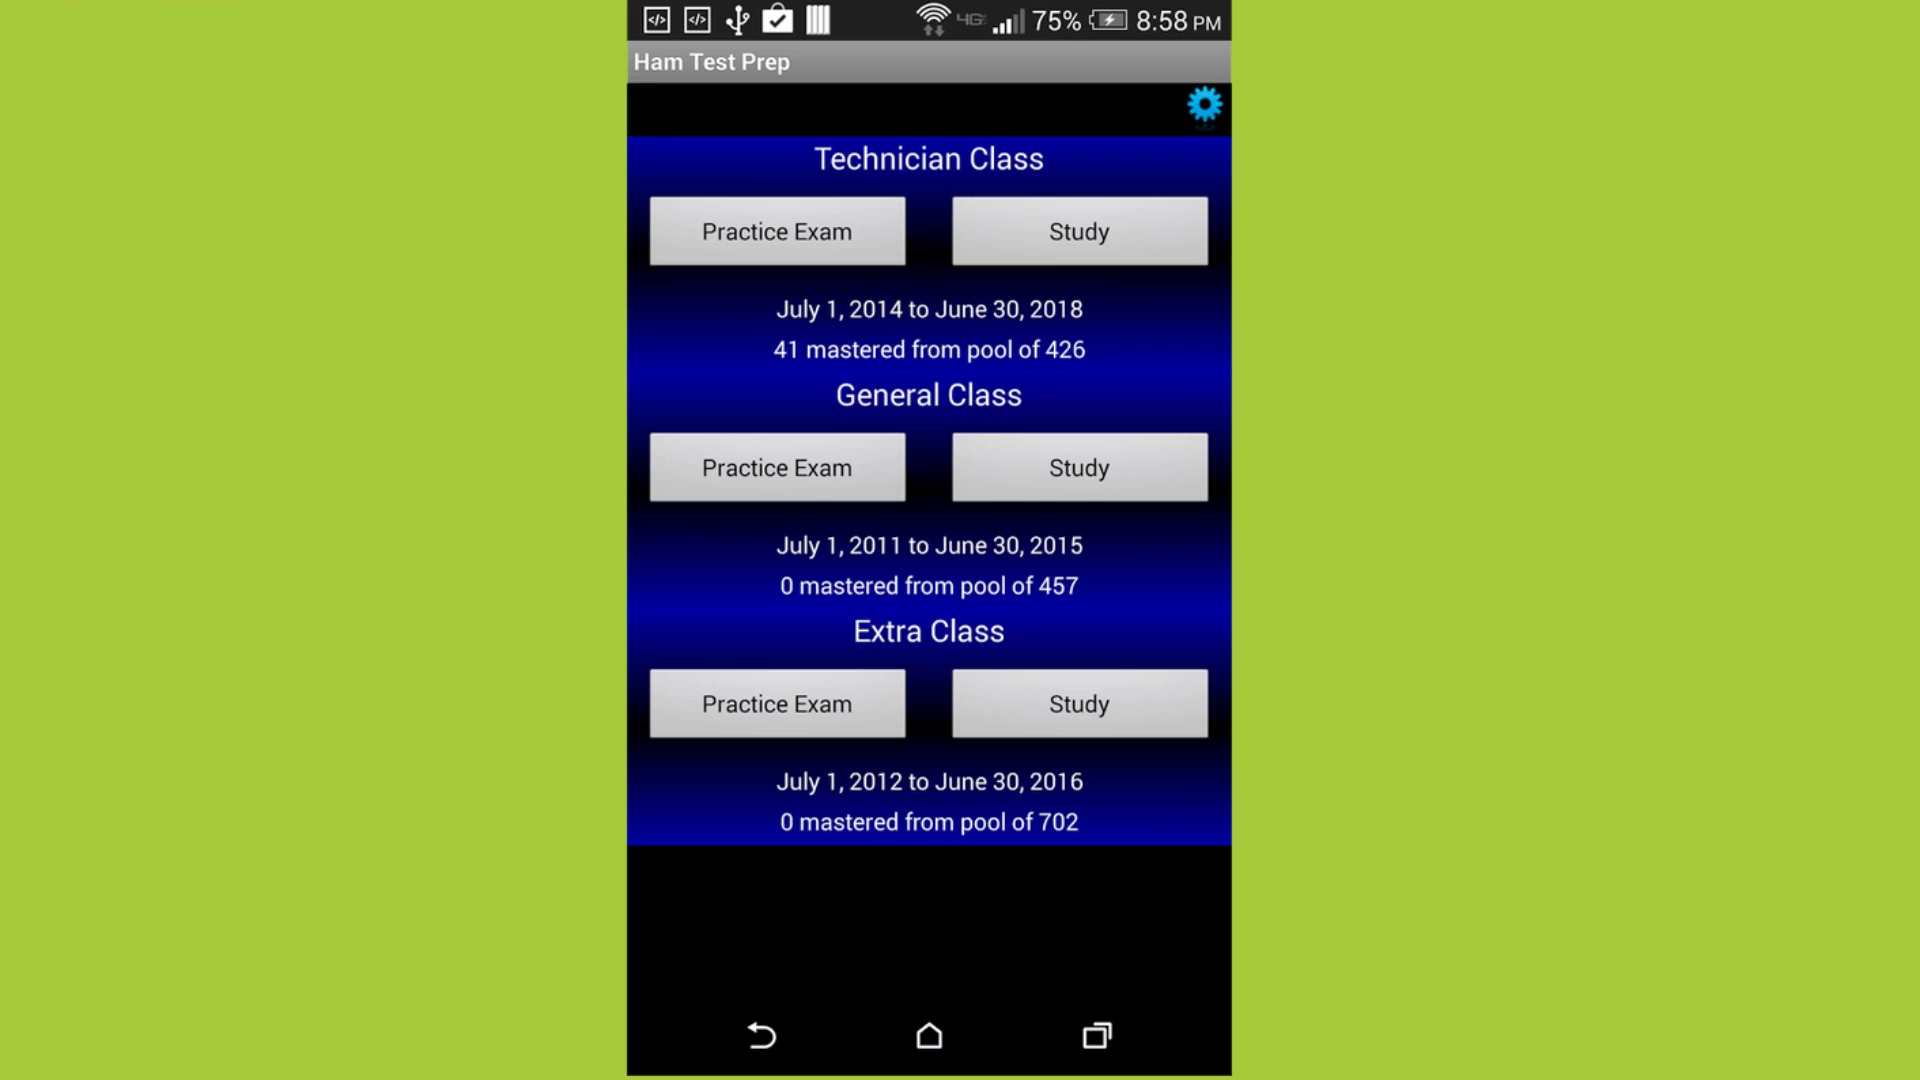 4G 75% 8:58 PM
Ham Test Prep
Technician Class
Practice Exam Study
July 1, 2014 to June 30, 2018
41 mastered from pool of 426
General Class
Practice Exam Study
July 1, 2011 to June 30, 2015
0 mastered from pool of 457
Extra Class
Practice Exam Study
July 1, 2012 to June 30, 2016
0 mastered from pool of 702